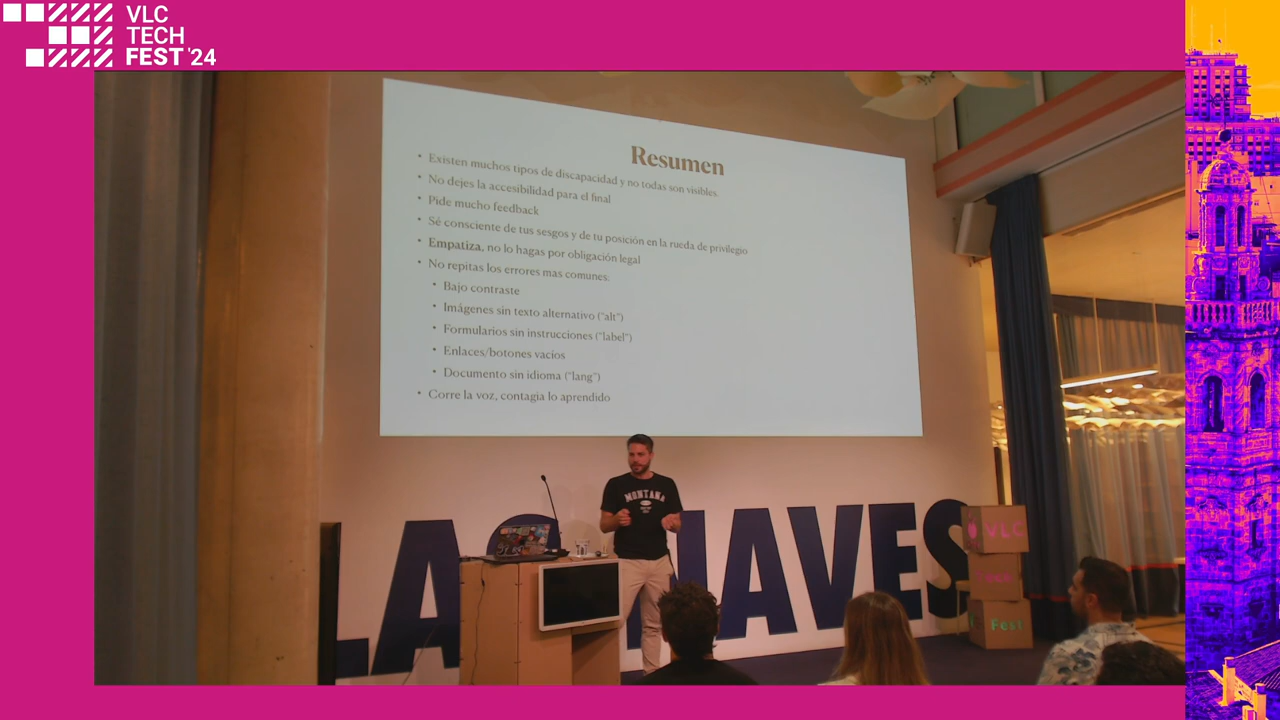 VLC
TECH
FEST '24
Resumen
• Existen muchos tipos de discapacidad y no todas son visibles.
• No dejes la accesibilidad para el final
• Pide mucho feedback
• Sé consciente de tus sesgos y de tu posición en la rueda de privilegio
• Empatiza, no lo hagas por obligación legal
• No repitas los errores mas comunes:
• Bajo contraste
• Imágenes sin texto alternativo ("alt")
• Formularios sin instrucciones ("label")
• Enlaces/botones vacios
• Documento sin idioma ("lang")
• Corre la voz, contagia lo aprendido
MONTANA
LA NAVES
VLC
Tech
Fest